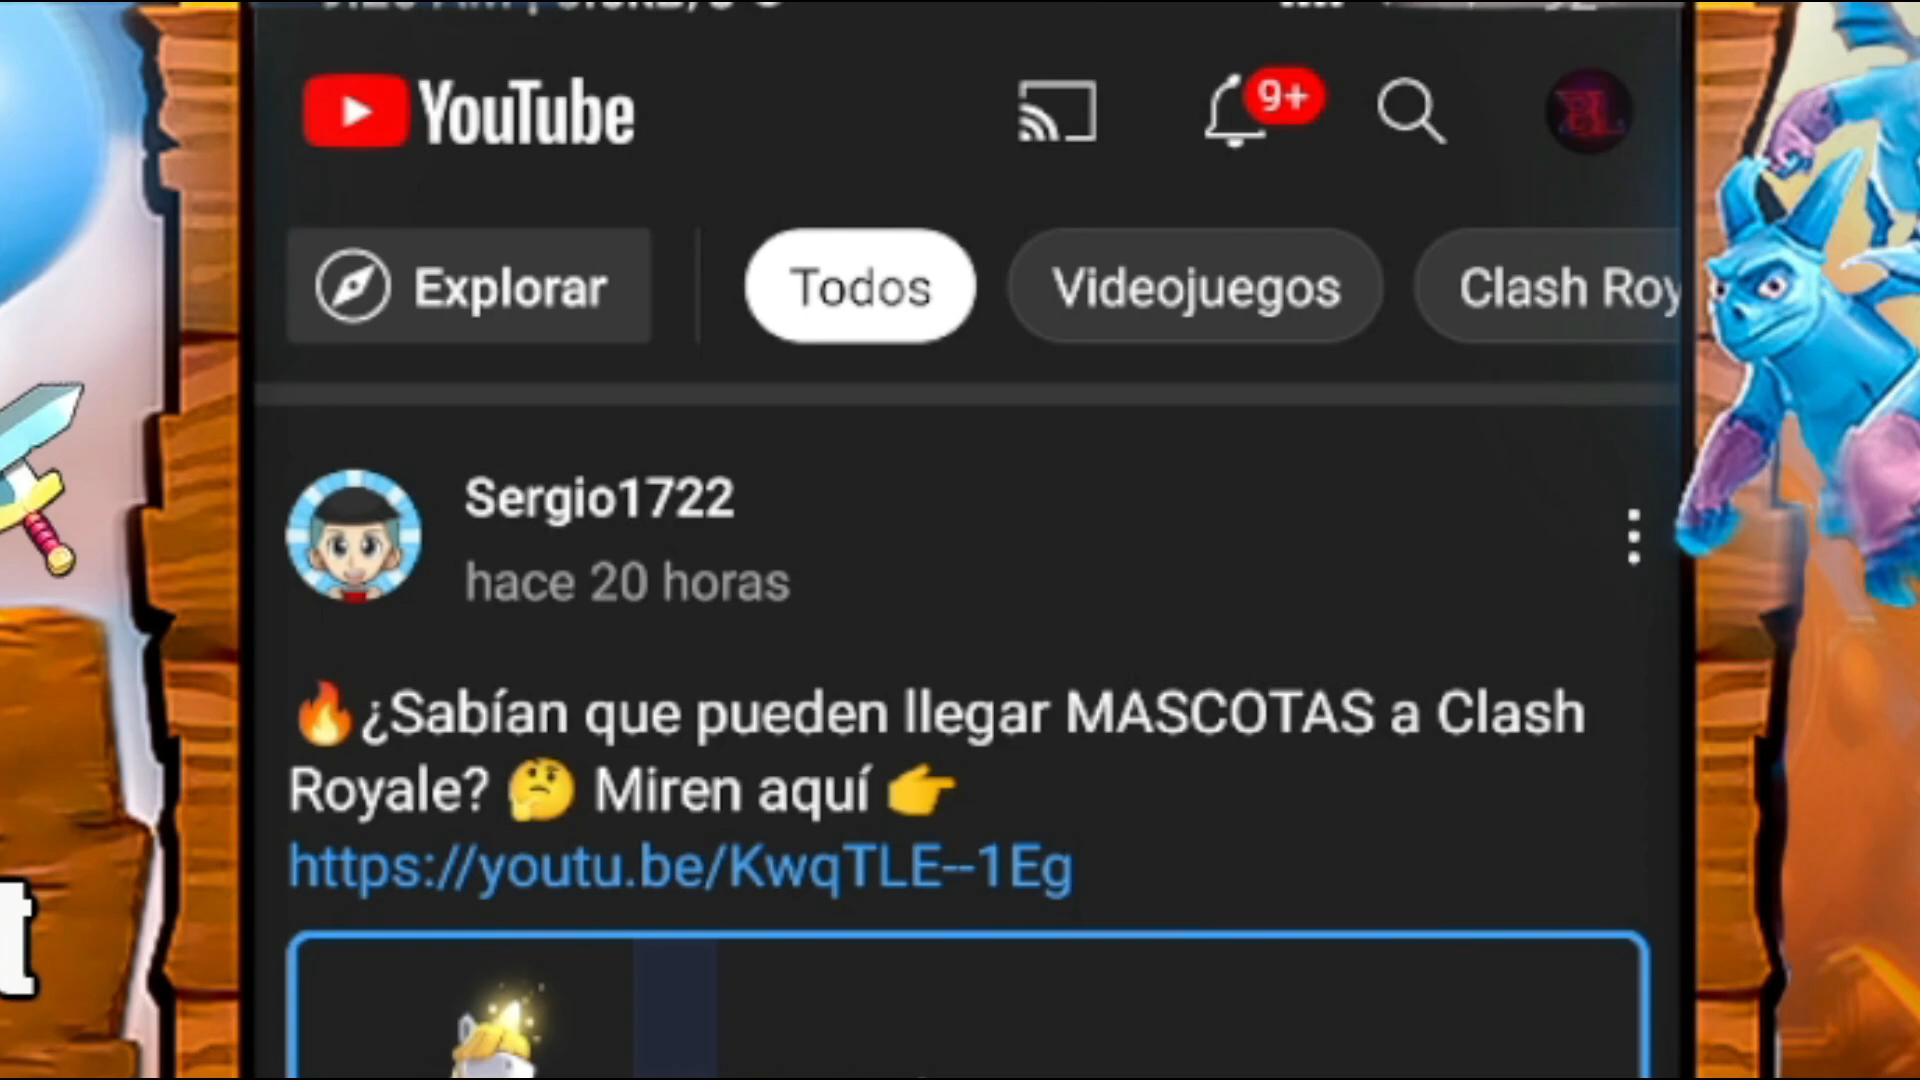 YouTube
9+
Explorar
Todos
Videojuegos
Clash Roy
Sergio1722
hace 20 horas
🔥¿Sabían que pueden llegar MASCOTAS a Clash
Royale? 🤔 Miren aquí 👉
https://youtu.be/KwqTLE--1Eg
t